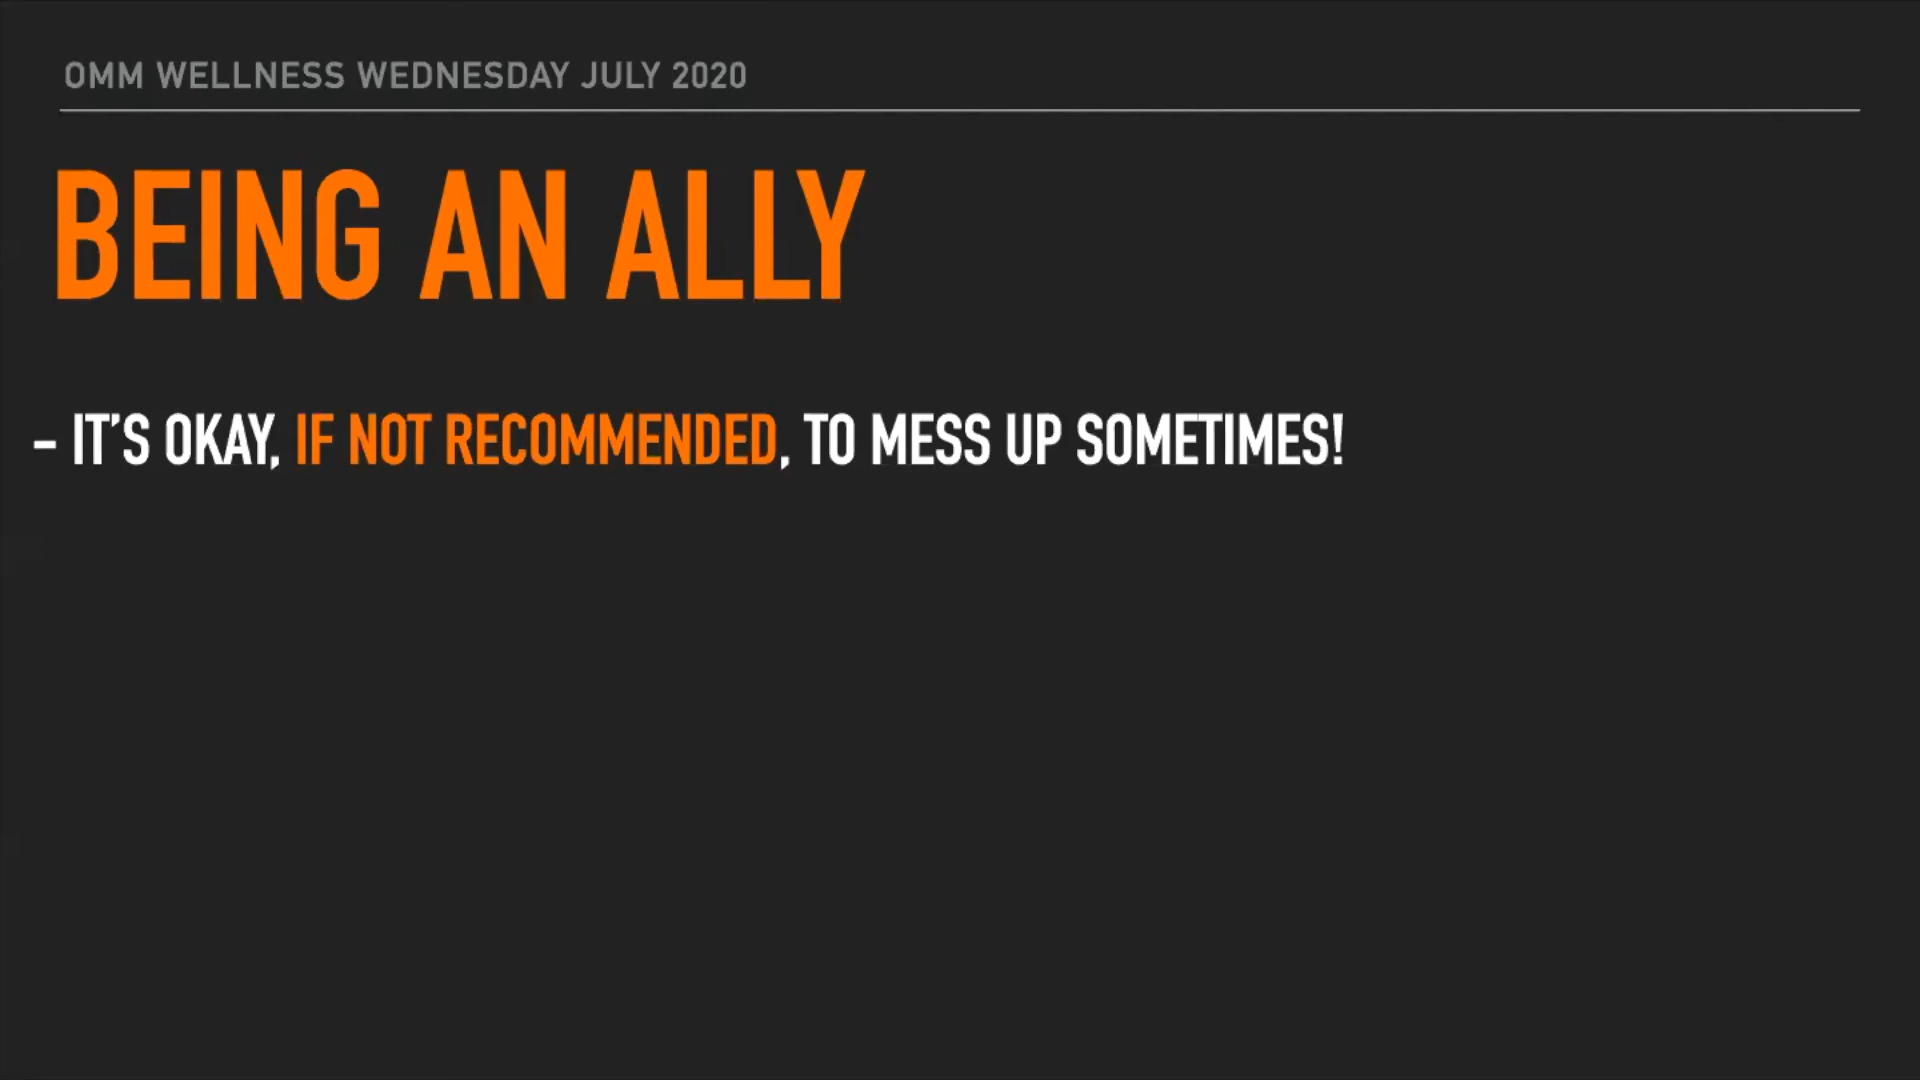 OMM WELLNESS WEDNESDAY JULY 2020
BEING AN ALLY
- IT'S OKAY, IF NOT RECOMMENDED, TO MESS UP SOMETIMES!